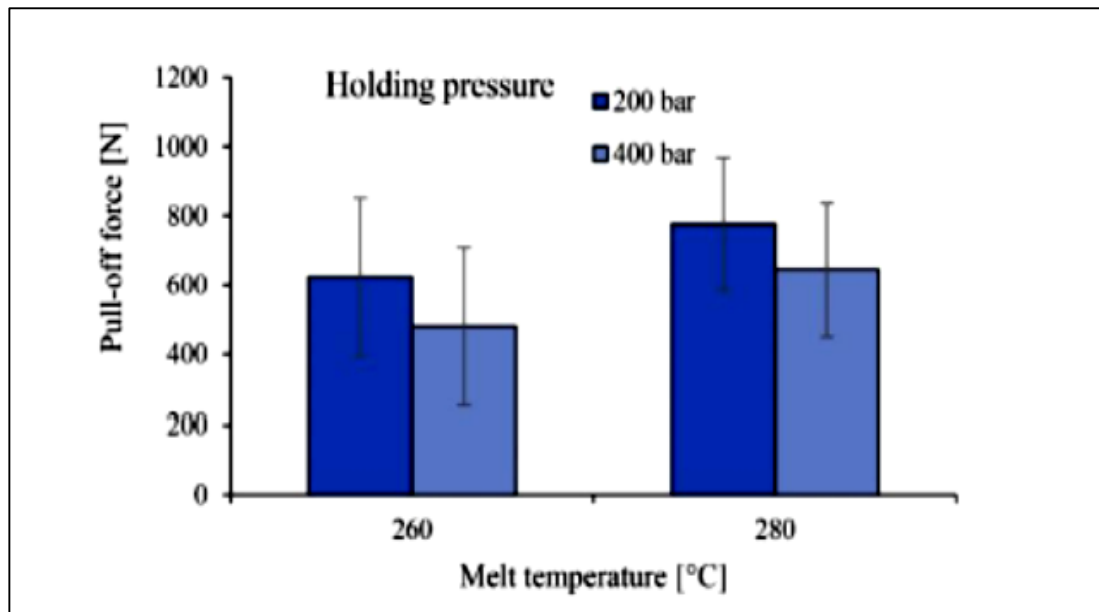 Holding pressure
200 bar
400 bar
Pull-off force [N]
1200
1000
800
600
400
200
0
260
280
Melt temperature [°C]